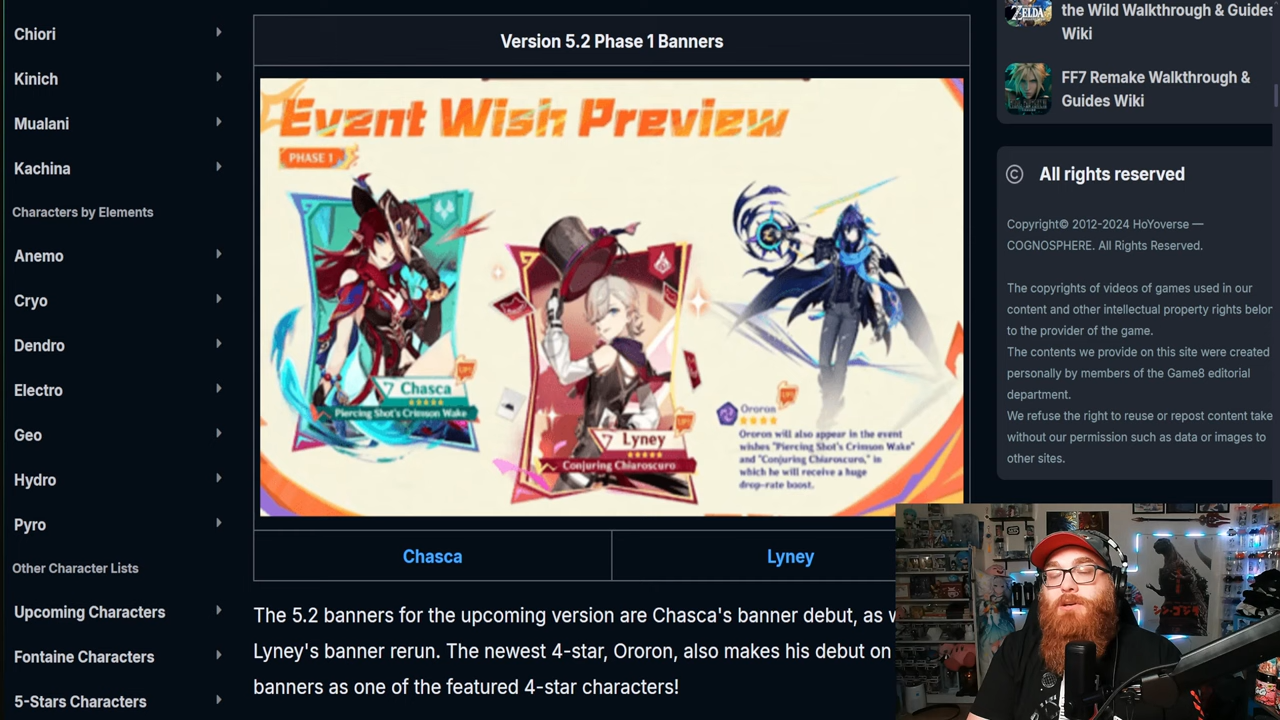 Chiori
Kinich
Mualani
Kachina
Characters by Elements
Anemo
Cryo
Dendro
Electro
Geo
Hydro
Pyro
Other Character Lists
Upcoming Characters
Fontaine Characters
5-Stars Characters
Version 5.2 Phase 1 Banners
Event Wish Preview
PHASE 1
Chasca
Piercing Shot's Crimson Wake
UP!
Lyney
Conjuring Chiaroscuro
UP!
Ororon
UP!
Ororon will also appear in the event
wishes "Piercing Shot's Crimson Wake"
and "Conjuring Chiaroscuro," in
which he will receive a huge
drop-rate boost.
Chasca
Lyney
The 5.2 banners for the upcoming version are Chasca's banner debut, as w
Lyney's banner rerun. The newest 4-star, Ororon, also makes his debut on
banners as one of the featured 4-star characters!
ZELDA
the Wild Walkthrough & Guides
Wiki
FF7 Remake Walkthrough &
Guides Wiki
© All rights reserved
Copyright© 2012-2024 HoYoverse —
COGNOSPHERE. All Rights Reserved.
The copyrights of videos of games used in our
content and other intellectual property rights belon
to the provider of the game.
The contents we provide on this site were created
personally by members of the Game8 editorial
department.
We refuse the right to reuse or repost content take
without our permission such as data or images to
other sites.